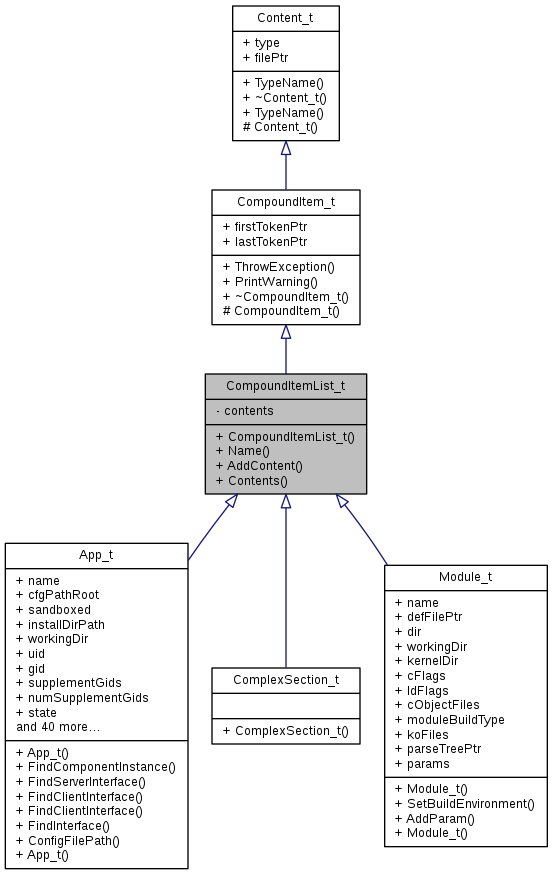 Content_t
+ type
+ filePtr
+ TypeName()
+ ~Content_t()
+ TypeName()
# Content_t()
CompoundItem_t
+ firstTokenPtr
+ lastTokenPtr
+ ThrowException()
+ PrintWarning()
+ ~CompoundItem_t()
# CompoundItem_t()
CompoundItemList_t
- contents
+ CompoundItemList_t()
+ Name()
+ AddContent()
+ Contents()
App_t
+ name
+ cfgPathRoot
+ sandboxed
+ installDirPath
+ workingDir
+ uid
+ gid
+ supplementGids
+ numSupplementGids
+ state
and 40 more...
+ App_t()
+ FindComponentInstance()
+ FindServerInterface()
+ FindClientInterface()
+ FindClientInterface()
+ FindInterface()
+ ConfigFilePath()
+ App_t()
ComplexSection_t
+ ComplexSection_t()
Module_t
+ name
+ defFilePtr
+ dir
+ workingDir
+ kernelDir
+ cFlags
+ ldFlags
+ cObjectFiles
+ moduleBuildType
+ koFiles
+ parseTreePtr
+ params
+ Module_t()
+ SetBuildEnvironment()
+ AddParam()
+ Module_t()